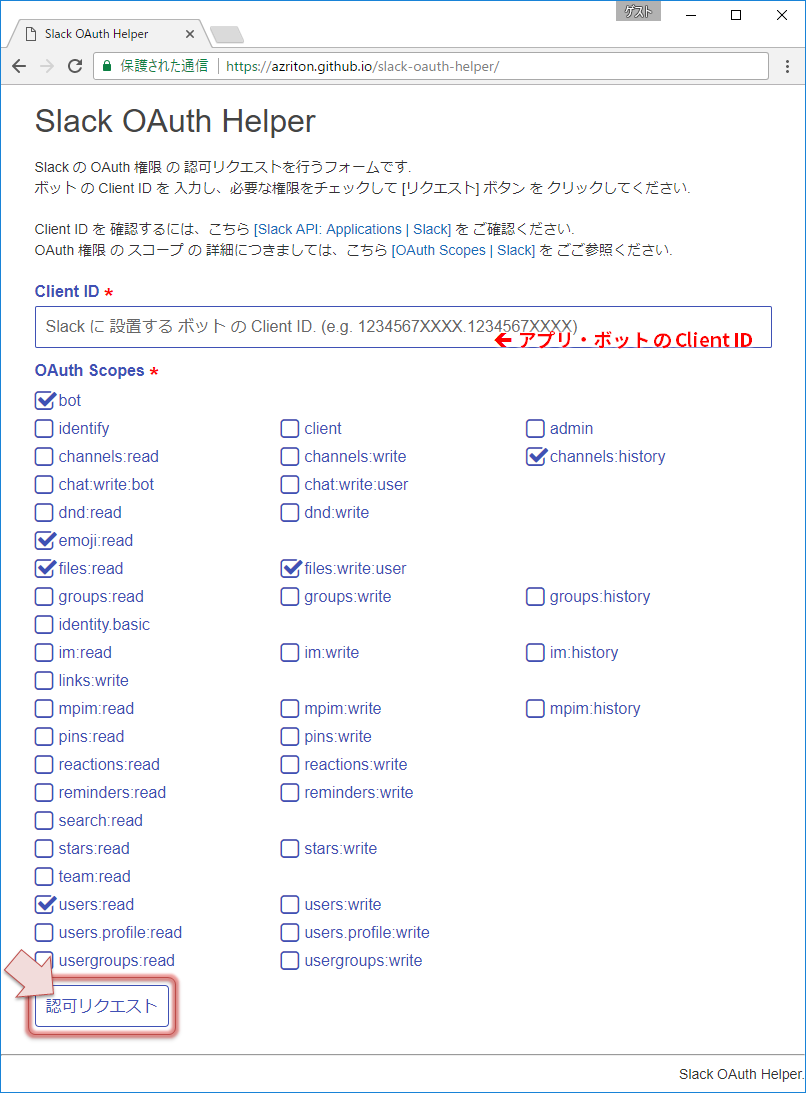 ゲスト
Slack OAuth Helper
保護された通信 https://azriton.github.io/slack-oauth-helper/
Slack OAuth Helper
Slack の OAuth 権限 の 認可リクエストを行うフォームです.
ボット の Client ID を 入力し、必要な権限をチェックして [リクエスト] ボタン を クリックしてください.
Client ID を 確認するには、こちら [Slack API: Applications | Slack] を ご確認ください.
OAuth 権限 の スコープ の 詳細につきましては、こちら [OAuth Scopes | Slack] を ごご参照ください.
Client ID *
Slack に 設置する ボット の Client ID. (e.g. 1234567XXXX.1234567XXXX)
← アプリ・ボット の Client ID
OAuth Scopes *
bot
identify client admin
channels:read channels:write channels:history
chat:write:bot chat:write:user
dnd:read dnd:write
emoji:read
files:read files:write:user
groups:read groups:write groups:history
identity.basic
im:read im:write im:history
links:write
mpim:read mpim:write mpim:history
pins:read pins:write
reactions:read reactions:write
reminders:read reminders:write
search:read
stars:read stars:write
team:read
users:read users:write
users.profile:read users.profile:write
usergroups:read usergroups:write
認可リクエスト
Slack OAuth Helper.